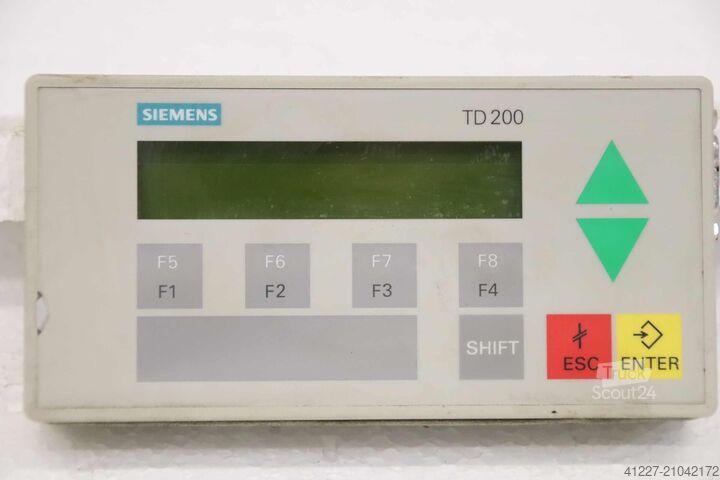 SIEMENS
TD 200
F5 F6 F7 F8
F1 F2 F3 F4
SHIFT
ESC
ENTER
Truck
Scout24
41227-21042172